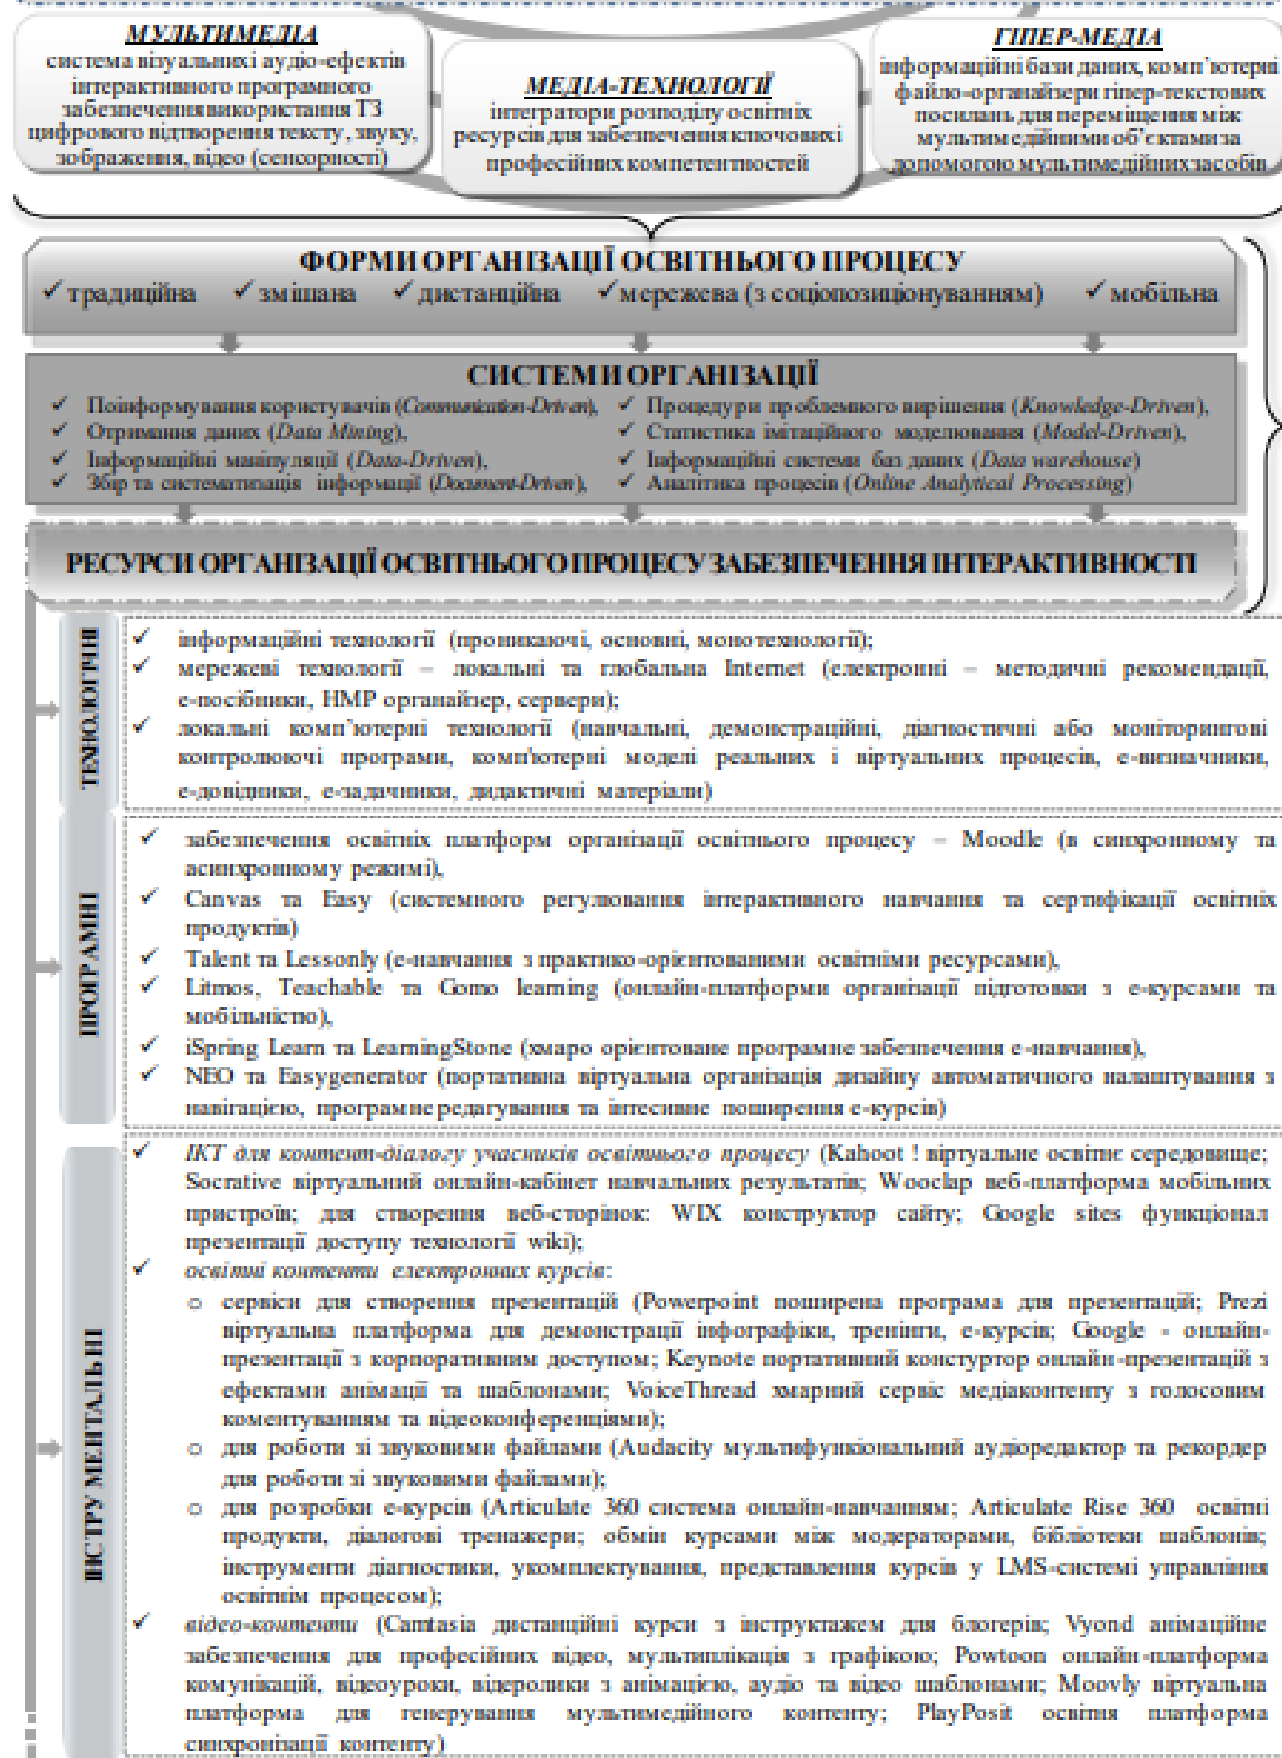 МУЛЬТИМЕДІА
система візуальних і аудіо-ефектів
інтерактивного програмного
забезпечення використання ТЗ
цифрового відтворення тексту, звуку,
зображення, відео (сенсорності)
МЕДІА-ТЕХНОЛОГІЇ
інтегратори розподілу освітніх
ресурсів для забезпечення ключових і
професійних компетентностей
ГІПЕР-МЕДІА
інформаційні бази даних, комп’ютерні
файло-органайзери гіпер-текстових
посилань для переміщення між
мультимедійними об’єктами за
допомогою мультимедійних засобів
ФОРМИ ОРГАНІЗАЦІЇ ОСВІТНЬОГО ПРОЦЕСУ
✓ традиційна ✓ змішана ✓ дистанційна ✓ мережева (з соціопозиціонуванням) ✓ мобільна
СИСТЕМИ ОРГАНІЗАЦІЇ
✓ Поінформування користувачів (Communication-Driven),
✓ Отримання даних (Data Mining),
✓ Інформаційні маніпуляції (Data-Driven),
✓ Збір та систематизація інформації (Document-Driven),
✓ Процедури проблемного вирішення (Knowledge-Driven),
✓ Статистика імітаційного моделювання (Model-Driven),
✓ Інформаційні системи баз даних (Data warehouse)
✓ Аналітика процесів (Online Analytical Processing)
РЕСУРСИ ОРГАНІЗАЦІЇ ОСВІТНЬОГО ПРОЦЕСУ ЗАБЕЗПЕЧЕННЯ ІНТЕРАКТИВНОСТІ
ТЕХНОЛОГІЧНІ
✓ інформаційні технології (проникаючі, основні, монотехнології);
✓ мережеві технології – локальні та глобальна Internet (електронні – методичні рекомендації,
е-посібники, НМР органайзер, сервери);
✓ локальні комп’ютерні технології (навчальні, демонстраційні, діагностичні або моніторингові
контролюючі програми, комп'ютерні моделі реальних і віртуальних процесів, е-визначники,
е-довідники, е-задачники, дидактичні матеріали)
ПРОГРАМНІ
✓ забезпечення освітніх платформ організації освітнього процесу – Moodle (в синхронному та
асинхронному режимі),
✓ Canvas та Easy (системного регулювання інтерактивного навчання та сертифікації освітніх
продуктів)
✓ Talent та Lessonly (е-навчання з практико-орієнтованими освітніми ресурсами),
✓ Litmos, Teachable та Gomo learning (онлайн-платформи організації підготовки з е-курсами та
мобільністю),
✓ iSpring Learn та LearningStone (хмаро орієнтоване програмне забезпечення е-навчання),
✓ NEO та Easygenerator (портативна віртуальна організація дизайну автоматичного налаштування з
навігацією, програмне редагування та інтесивне поширення е-курсів)
ІНСТРУМЕНТАЛЬНІ
✓ ІКТ для контент-діалогу учасників освітнього процесу (Kahoot ! віртуальне освітнє середовище;
Socrative віртуальний онлайн-кабінет навчальних результатів; Wooclap веб-платформа мобільних
пристроїв; для створення веб-сторінок: WIX конструктор сайту; Google sites функціонал
презентації доступу технології wiki);
✓ освітні контенти електронних курсів:
o сервіси для створення презентацій (Powerpoint поширена програма для презентацій; Prezi
віртуальна платформа для демонстрації інфографіки, тренінги, е-курсів; Google - онлайн-
презентації з корпоративним доступом; Keynote портативний констуртор онлайн-презентацій з
ефектами анімації та шаблонами; VoiceThread хмарний сервіс медіаконтенту з голосовим
коментуванням та відеоконференціями);
o для роботи зі звуковими файлами (Audacity мультифункіональний аудіоредактор та рекордер
для роботи зі звуковими файлами);
o для розробки е-курсів (Articulate 360 система онлайн-навчанням; Articulate Rise 360 освітні
продукти, діалогові тренажери; обмін курсами між модераторами, бібліотеки шаблонів;
інструменти діагностики, укомплектування, представлення курсів у LMS-системі управління
освітнім процесом);
✓ відео-контенти (Camtasia дистанційні курси з інструктажем для блогерів; Vyond анімаційне
забезпечення для професійних відео, мультиплікація з графікою; Powtoon онлайн-платформа
комунікацій, відеоуроки, відеролики з анімацією, аудіо та відео шаблонами; Moovly віртуальна
платформа для генерування мультимедійного контенту; PlayPosit освітня платформа
синхронізації контенту)